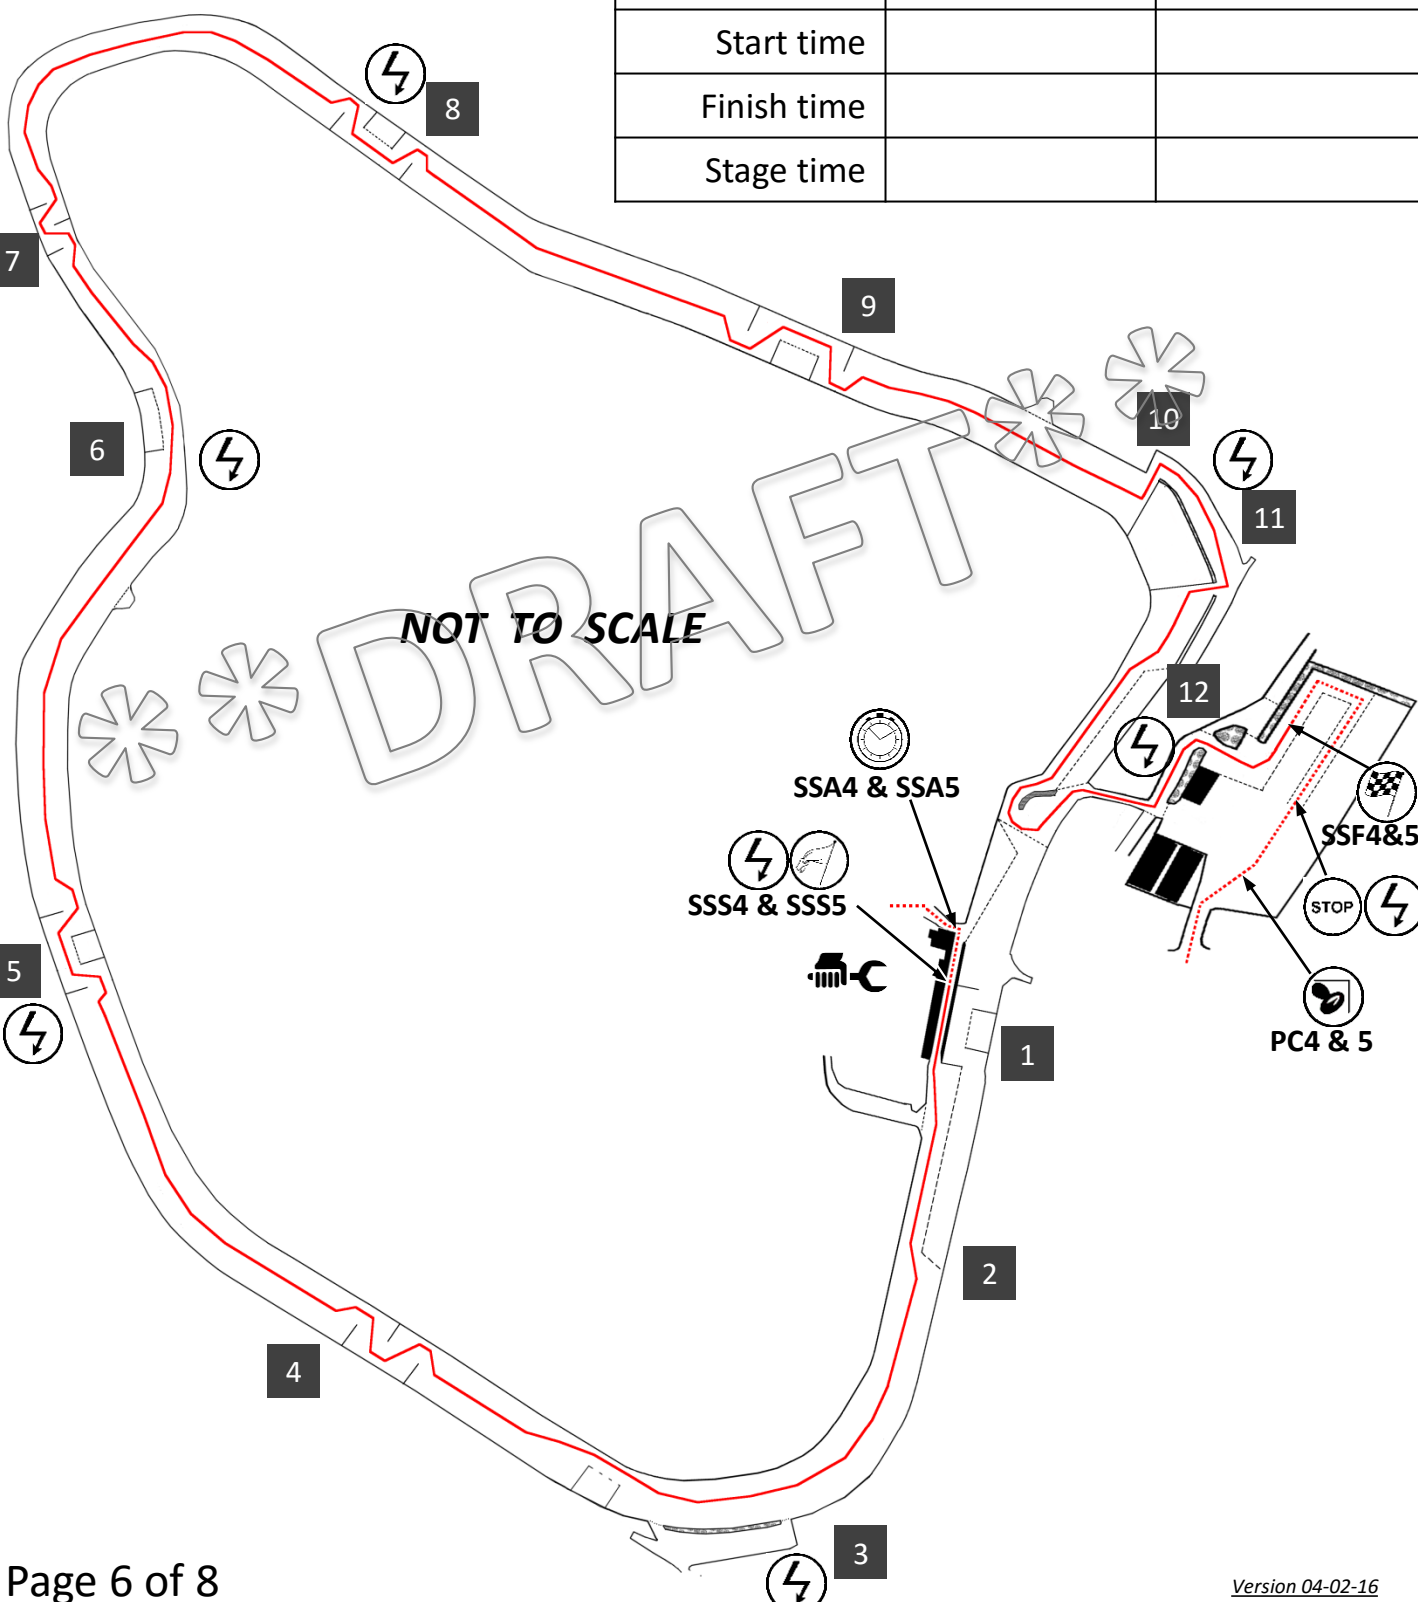 Start time
Finish time
Stage time
8
7
9
10
6
11
**DRAFT**
NOT TO SCALE
12
SSA4 & SSA5
SSF4&5
SSS4 & SSS5
STOP
5
PC4 & 5
1
2
4
3
Page 6 of 8
Version 04-02-16